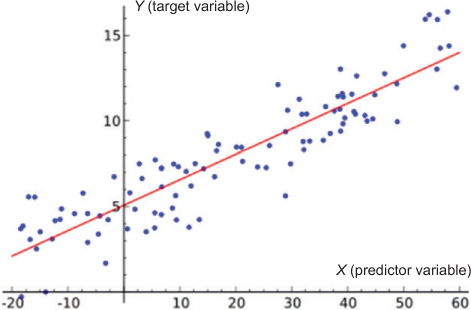 Y (target variable)
15
10
5
X (predictor variable)
-20 -10 0 10 20 30 40 50 60